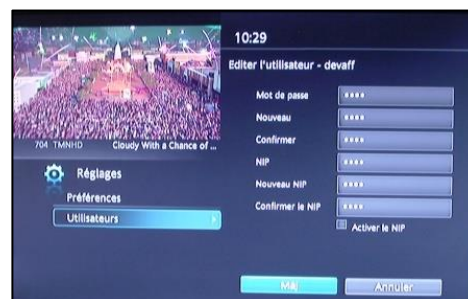 10:29
Editer l'utilisateur - devaff
Mot de passe
Nouveau
Confirmer
NIP
Nouveau NIP
Confirmer le NIP
Activer le NIP
Màj
Annuler
704 TMNHD Cloudy With a Chance of ...
Réglages
Préférences
Utilisateurs